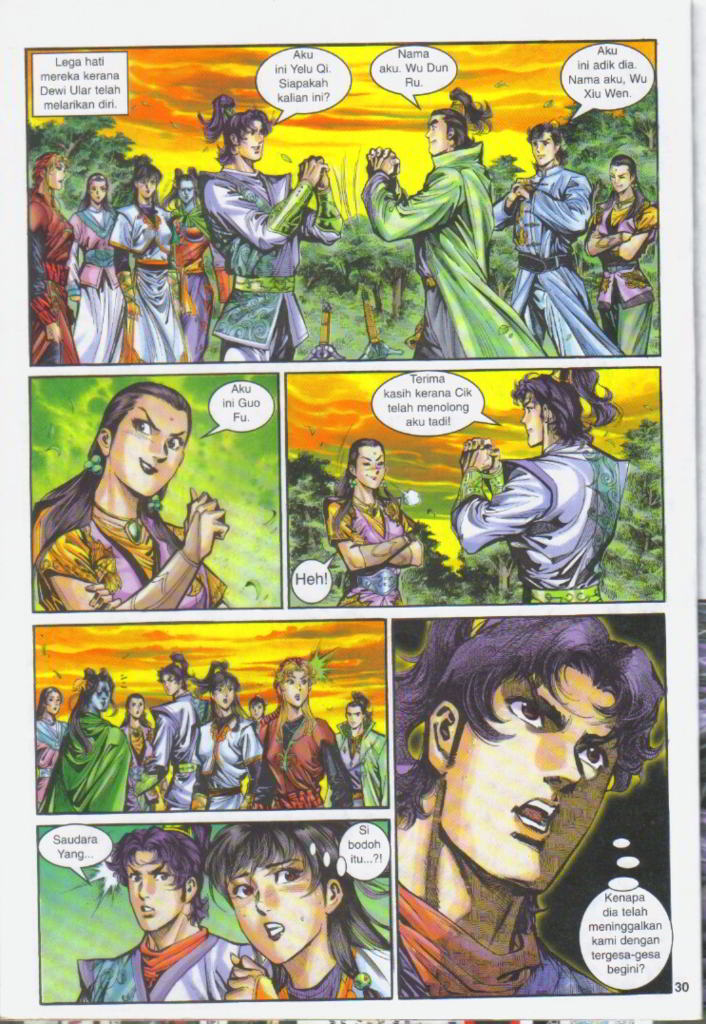 Lega hati
mereka kerana
Dewi Ular telah
melarikan diri.
Aku
ini Yelu Qi.
Siapakah
kalian ini?
Nama
aku. Wu Dun
Ru.
Aku
ini adik dia.
Nama aku, Wu
Xiu Wen.
Aku
ini Guo
Fu.
Terima
kasih kerana Cik
telah menolong
aku tadi!
Heh!
Saudara
Yang...
Si
bodoh
itu...?!
Kenapa
dia telah
meninggalkan
kami dengan
tergesa-gesa
begini?
30